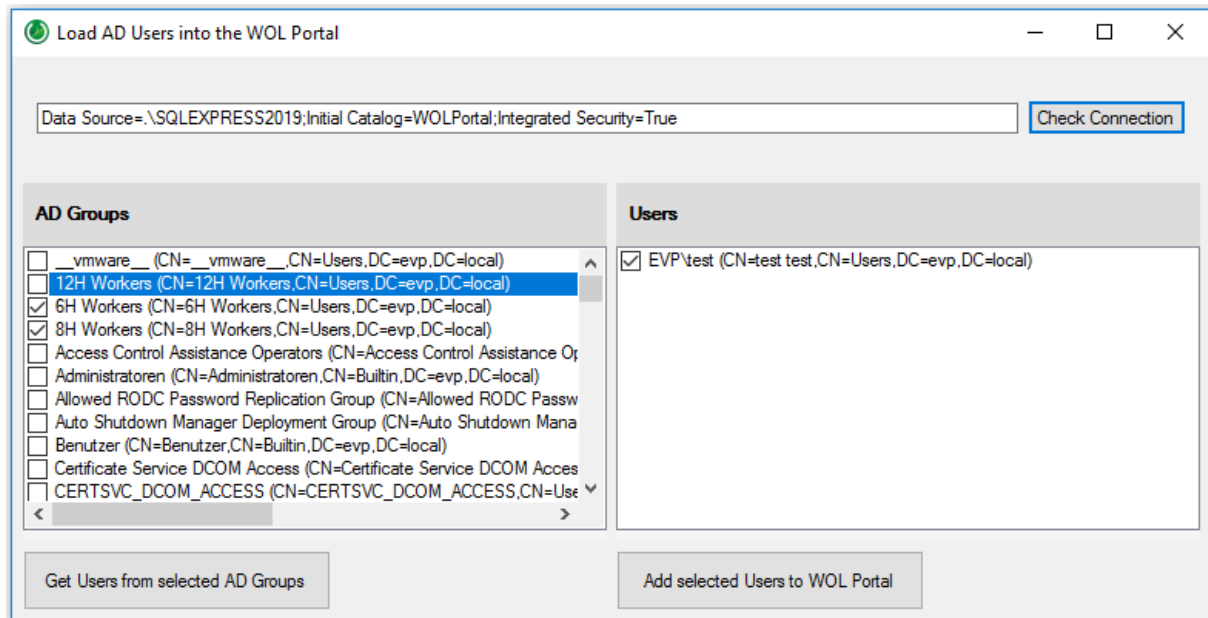 Load AD Users into the WOL Portal
Data Source=.\SQLEXPRESS2019;Initial Catalog=WOLPortal;Integrated Security=True
Check Connection
AD Groups
__vmware__ (CN=__vmware__,CN=Users,DC=evp,DC=local)
12H Workers (CN=12H Workers,CN=Users,DC=evp,DC=local)
6H Workers (CN=6H Workers,CN=Users,DC=evp,DC=local)
8H Workers (CN=8H Workers,CN=Users,DC=evp,DC=local)
Access Control Assistance Operators (CN=Access Control Assistance Op
Administratoren (CN=Administratoren,CN=Builtin,DC=evp,DC=local)
Allowed RODC Password Replication Group (CN=Allowed RODC Passw
Auto Shutdown Manager Deployment Group (CN=Auto Shutdown Mana
Benutzer (CN=Benutzer,CN=Builtin,DC=evp,DC=local)
Certificate Service DCOM Access (CN=Certificate Service DCOM Acces
CERTSVC_DCOM_ACCESS (CN=CERTSVC_DCOM_ACCESS,CN=Use
Get Users from selected AD Groups
Users
EVP\test (CN=test test,CN=Users,DC=evp,DC=local)
Add selected Users to WOL Portal